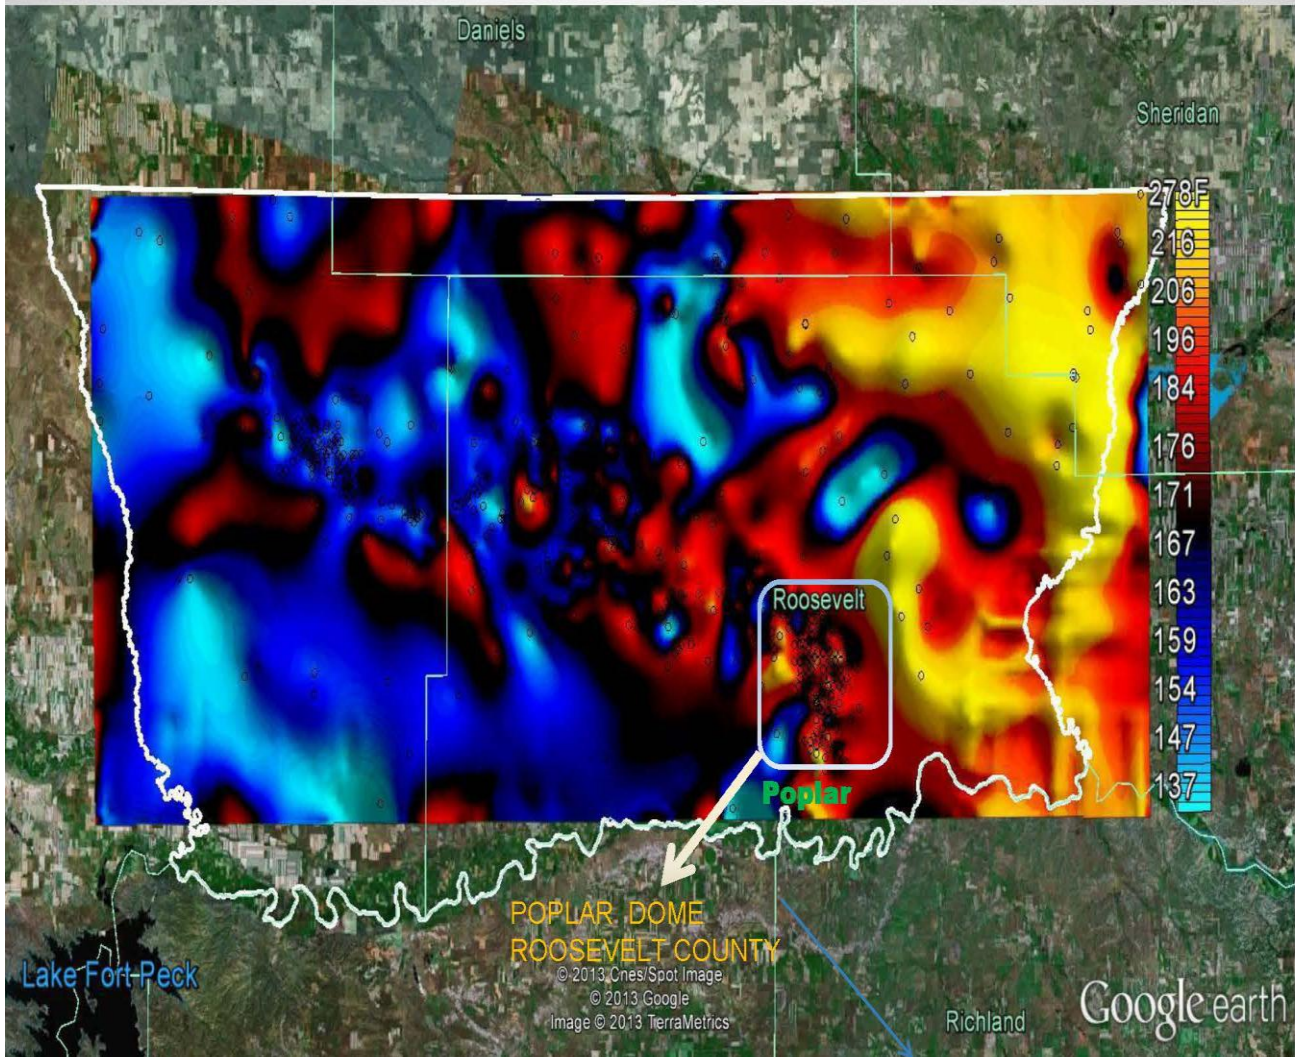 Daniels
Sheridan
278F
216
206
196
184
176
171
167
163
159
154
147
137
Roosevelt
Poplar
POPLAR DOME
ROOSEVELT COUNTY
© 2013 Cnes/Spot Image
© 2013 Google
Image © 2013 TerraMetrics
Lake Fort Peck
Richland
Google earth